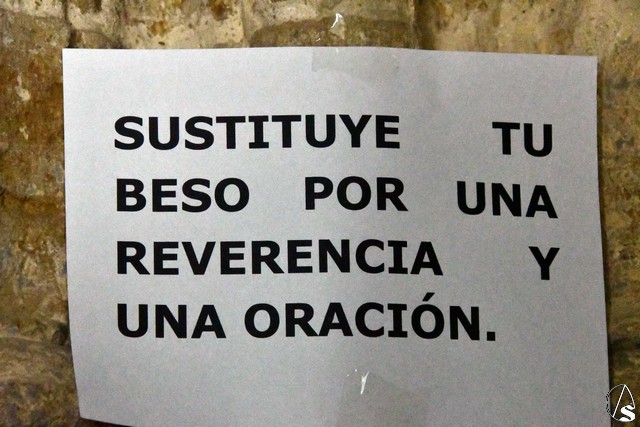 SUSTITUYE TU
BESO POR UNA
REVERENCIA Y
UNA ORACIÓN.